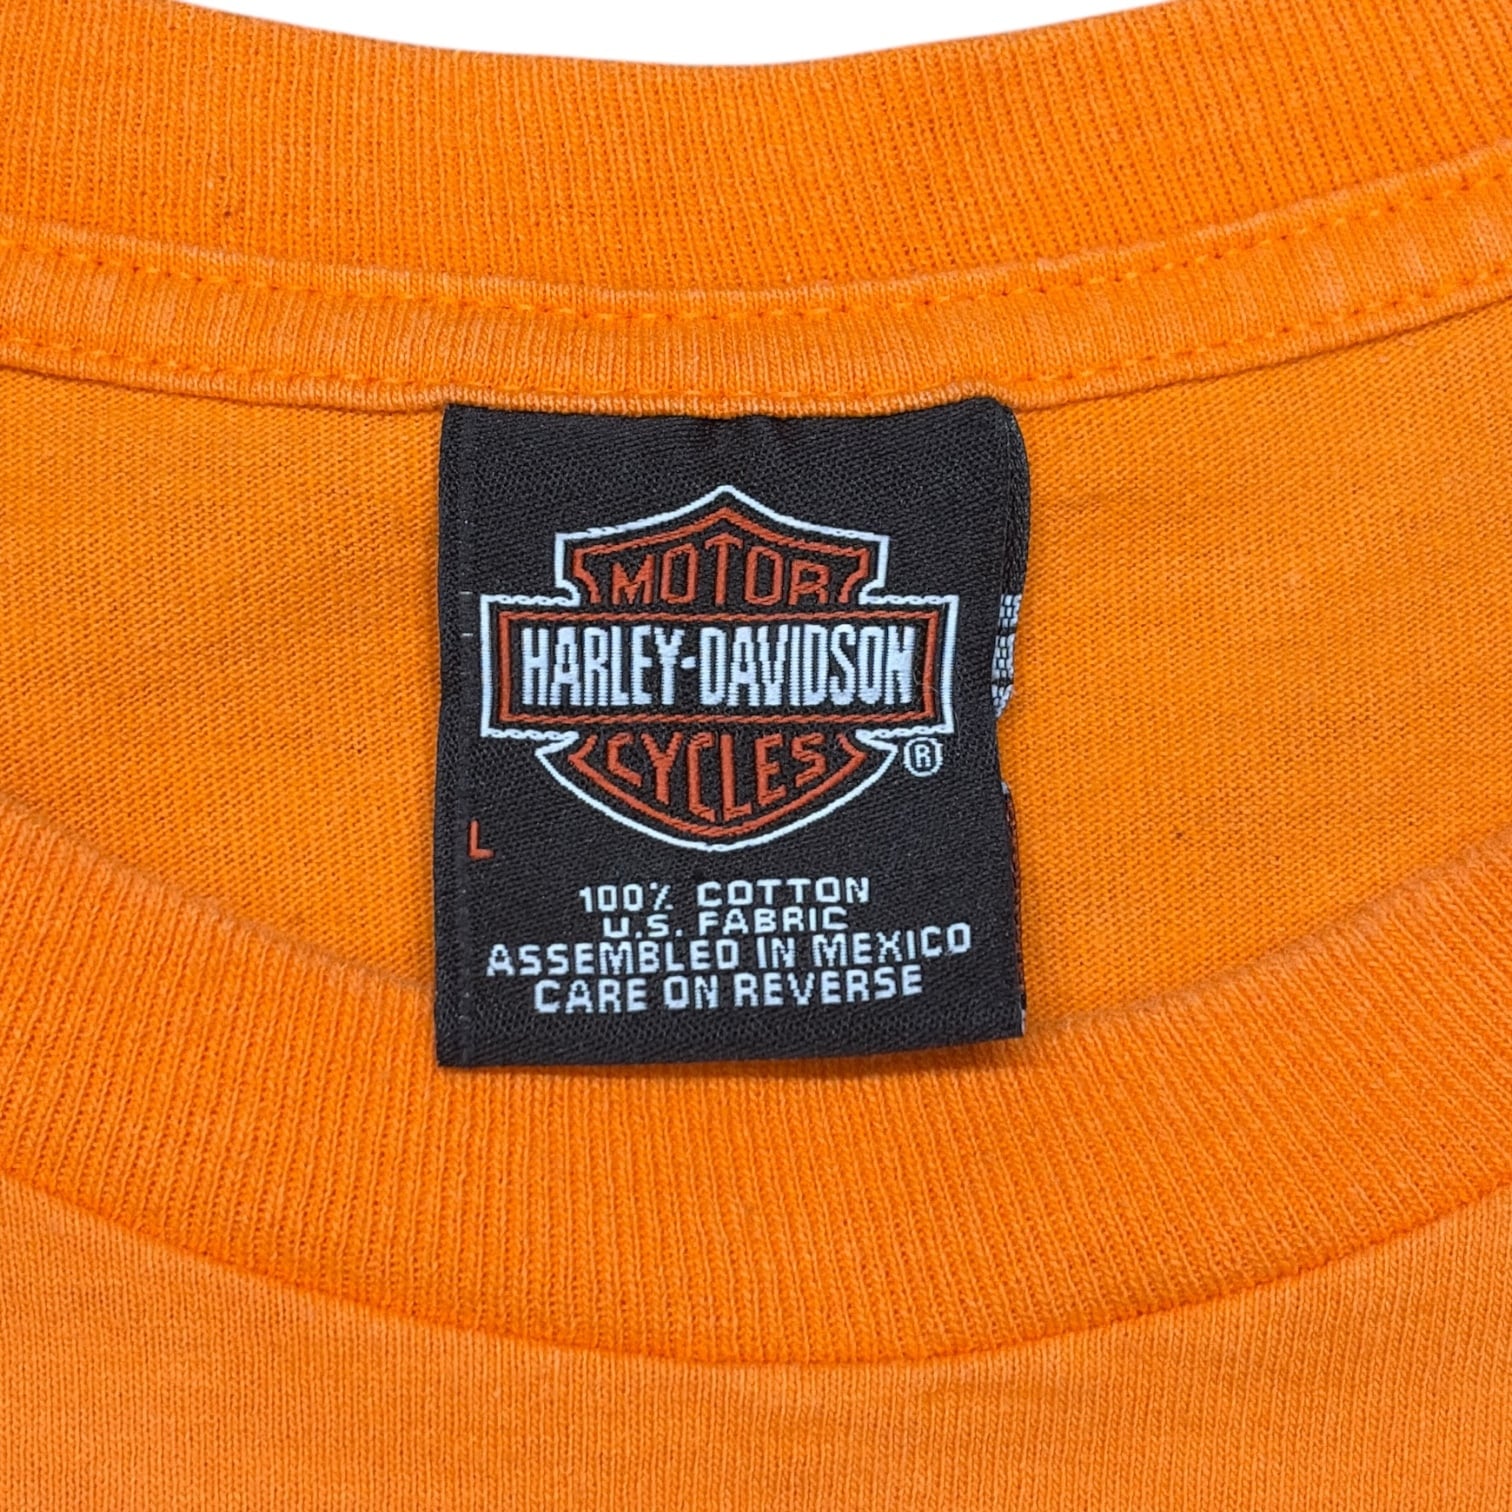 MOTOR
HARLEY-DAVIDSON
CYCLES
®
L
100% COTTON
U.S. FABRIC
ASSEMBLED IN MEXICO
CARE ON REVERSE